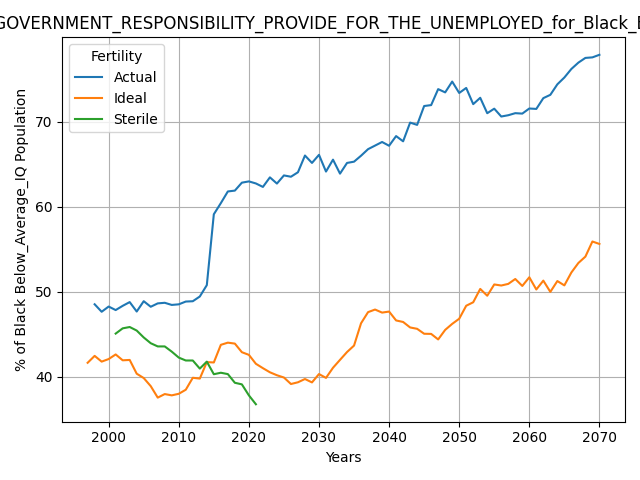 GOVERNMENT_RESPONSIBILITY_PROVIDE_FOR_THE_UNEMPLOYED_for_Black_
Fertility
Actual
Ideal
Sterile
% of Black Below_Average_IQ Population
70
60
50
40
2000 2010 2020 2030 2040 2050 2060 2070
Years